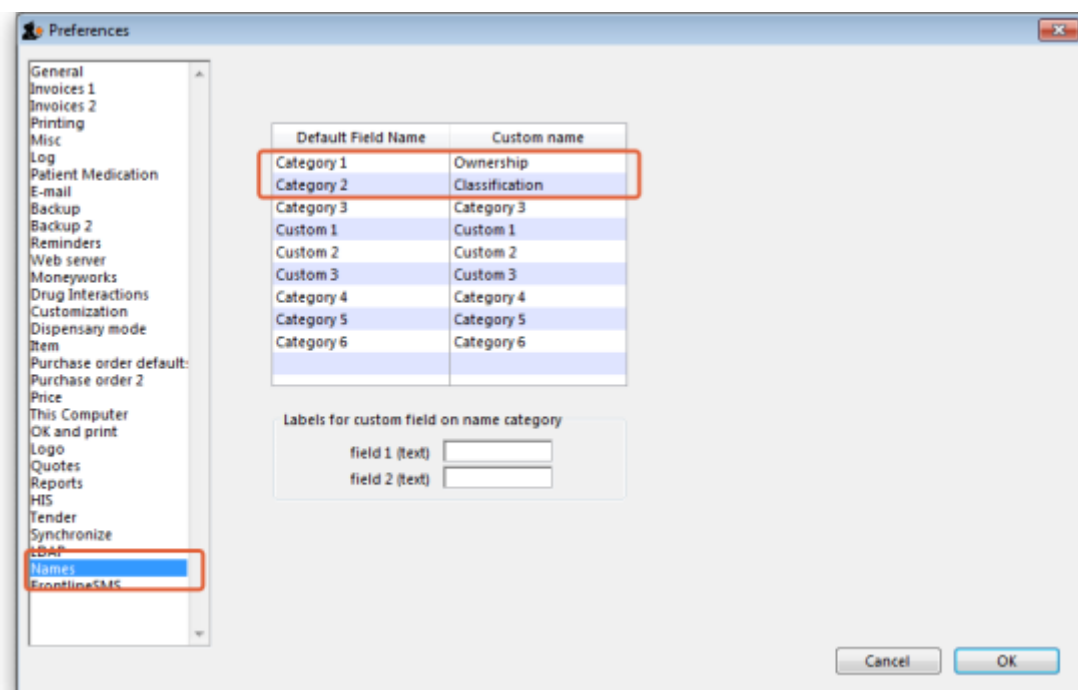 Preferences
General
Invoices 1
Invoices 2
Printing
Misc
Log
Patient Medication
E-mail
Backup
Backup 2
Reminders
Web server
Moneyworks
Drug Interactions
Customization
Dispensary mode
Item
Purchase order default:
Purchase order 2
Price
This Computer
OK and print
Logo
Quotes
Reports
HIS
Tender
Synchronize
LDAP
Names
FrontlineSMS
Default Field Name Custom name
Category 1 Ownership
Category 2 Classification
Category 3 Category 3
Custom 1 Custom 1
Custom 2 Custom 2
Custom 3 Custom 3
Category 4 Category 4
Category 5 Category 5
Category 6 Category 6
Labels for custom field on name category
field 1 (text)
field 2 (text)
Cancel OK